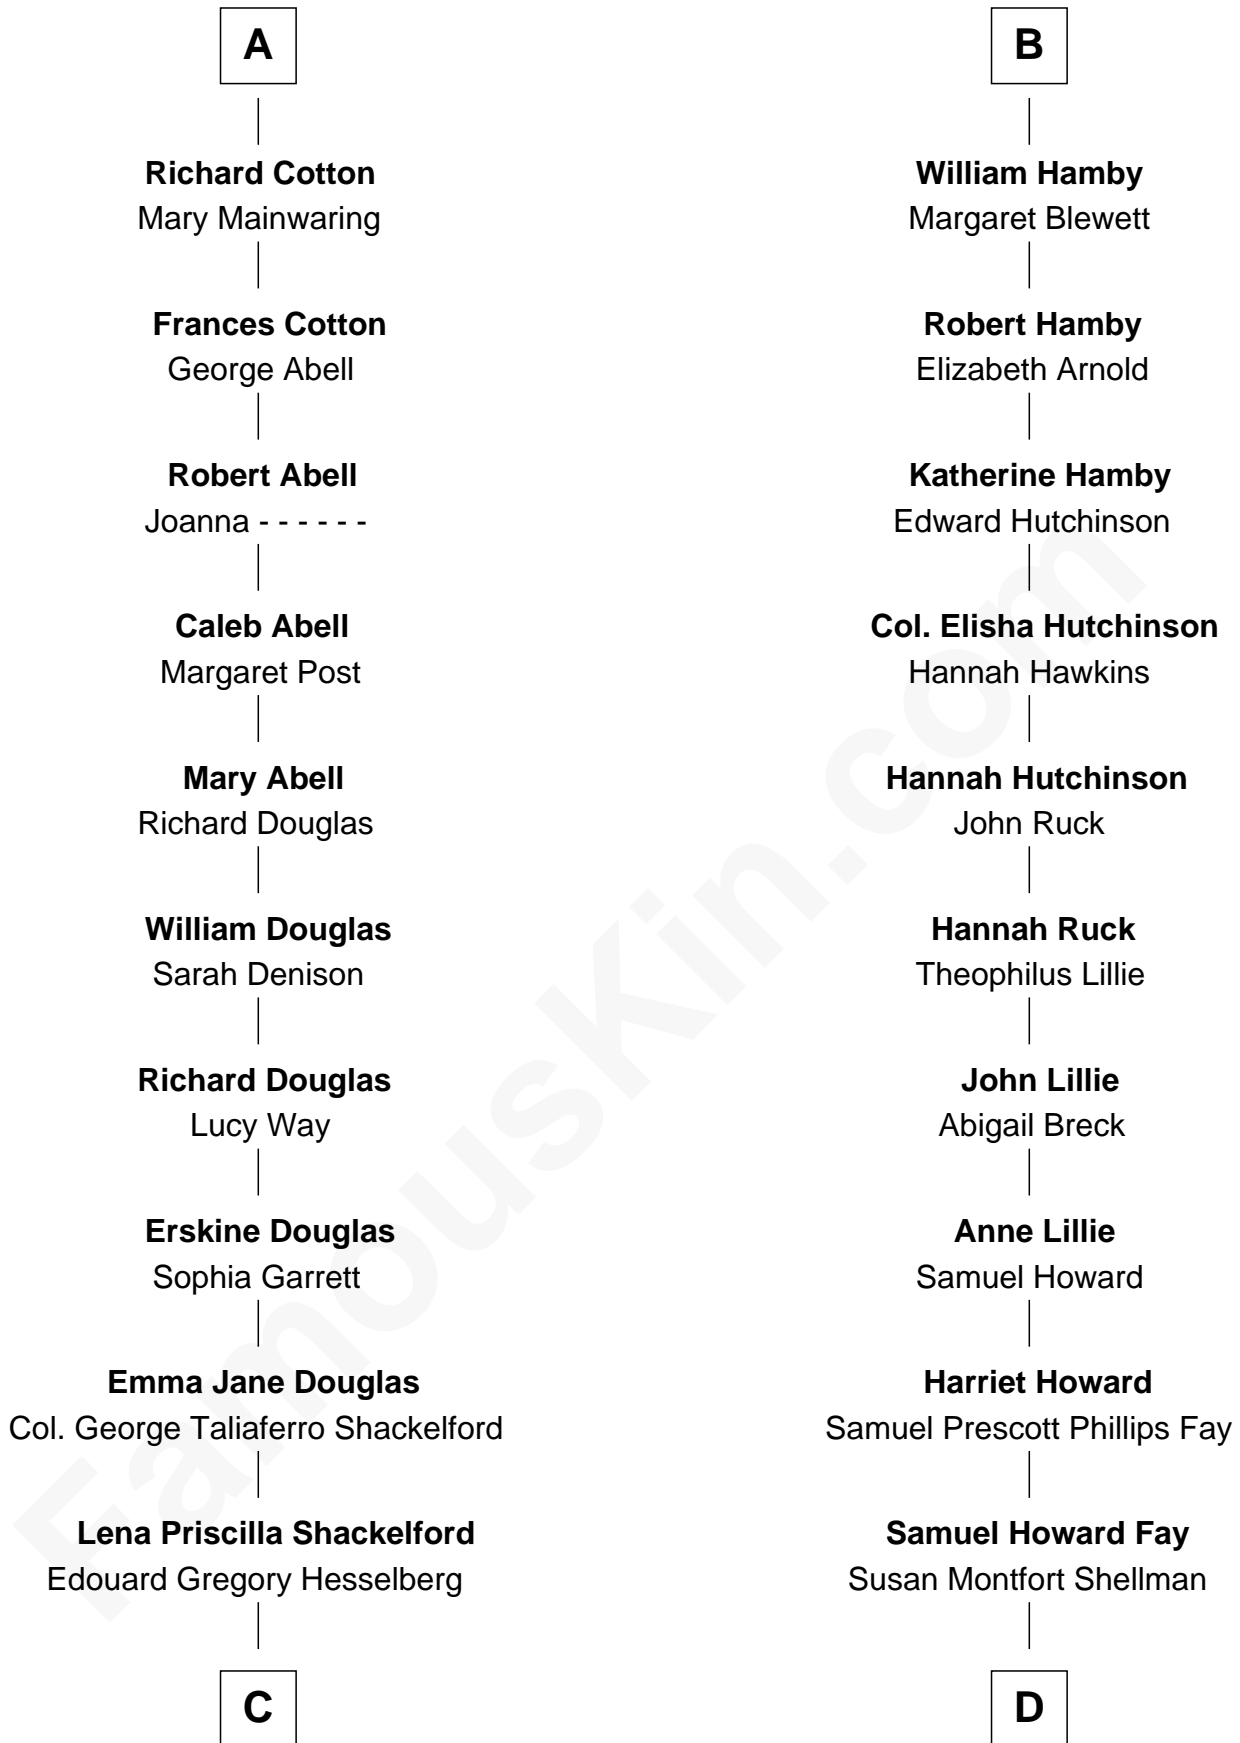 A
Richard Cotton
Mary Mainwaring
Frances Cotton
George Abell
Robert Abell
Joanna - - - - - -
Caleb Abell
Margaret Post
Mary Abell
Richard Douglas
William Douglas
Sarah Denison
Richard Douglas
Lucy Way
Erskine Douglas
Sophia Garrett
Emma Jane Douglas
Col. George Taliaferro Shackelford
Lena Priscilla Shackelford
Edouard Gregory Hesselberg
C
B
William Hamby
Margaret Blewett
Robert Hamby
Elizabeth Arnold
Katherine Hamby
Edward Hutchinson
Col. Elisha Hutchinson
Hannah Hawkins
Hannah Hutchinson
John Ruck
Hannah Ruck
Theophilus Lillie
John Lillie
Abigail Breck
Anne Lillie
Samuel Howard
Harriet Howard
Samuel Prescott Phillips Fay
Samuel Howard Fay
Susan Montfort Shellman
D
FamousKin.com